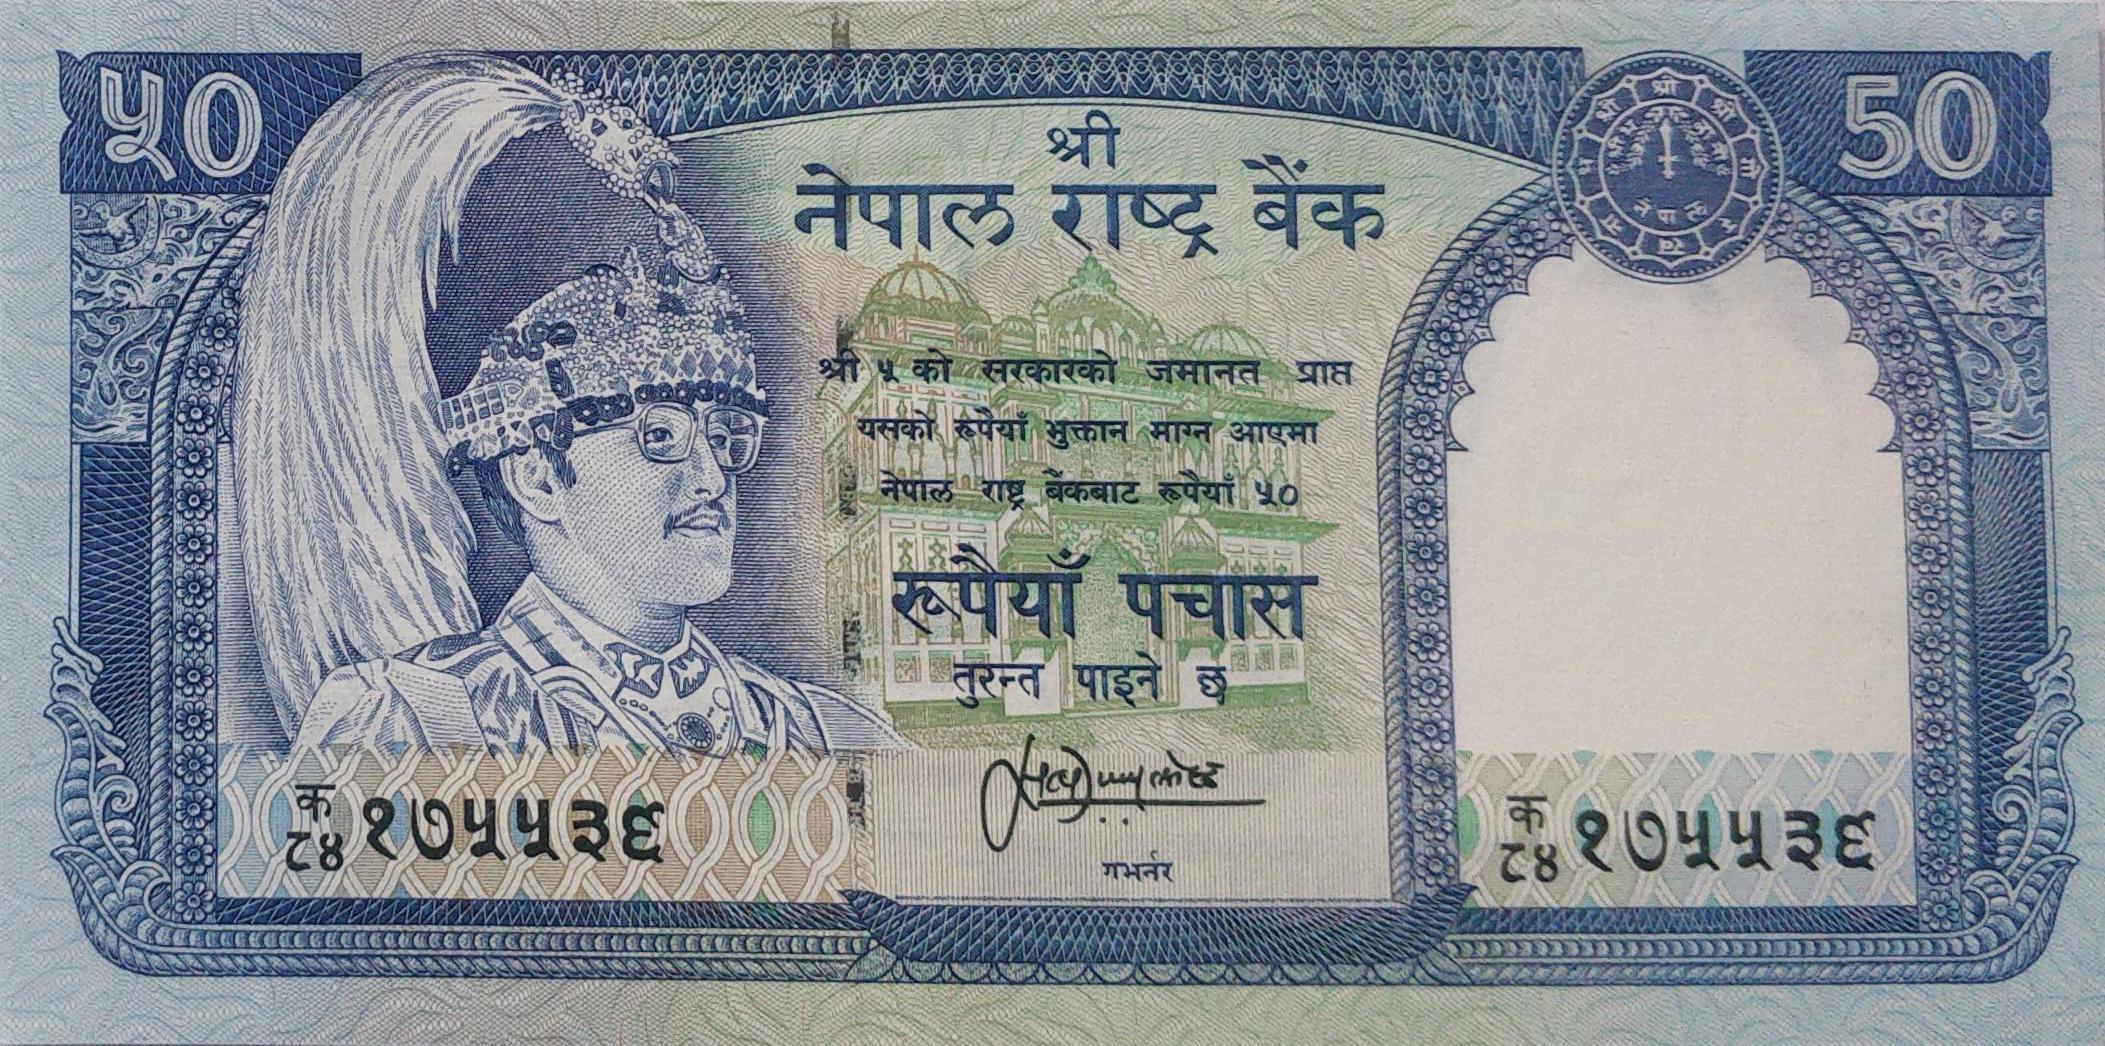 ५०
50
श्री
नेपाल राष्ट्र बैंक
श्री ५ को सरकारको जमानत प्राप्त
यसको रूपैयाँ भुक्तान माग्न आएमा
नेपाल राष्ट्र बैंकबाट रूपैयाँ ५०
रूपैयाँ पचास
तुरन्त पाइने छ
गभर्नर
क
८४ १७५५३६
क
८४ १७५५३६